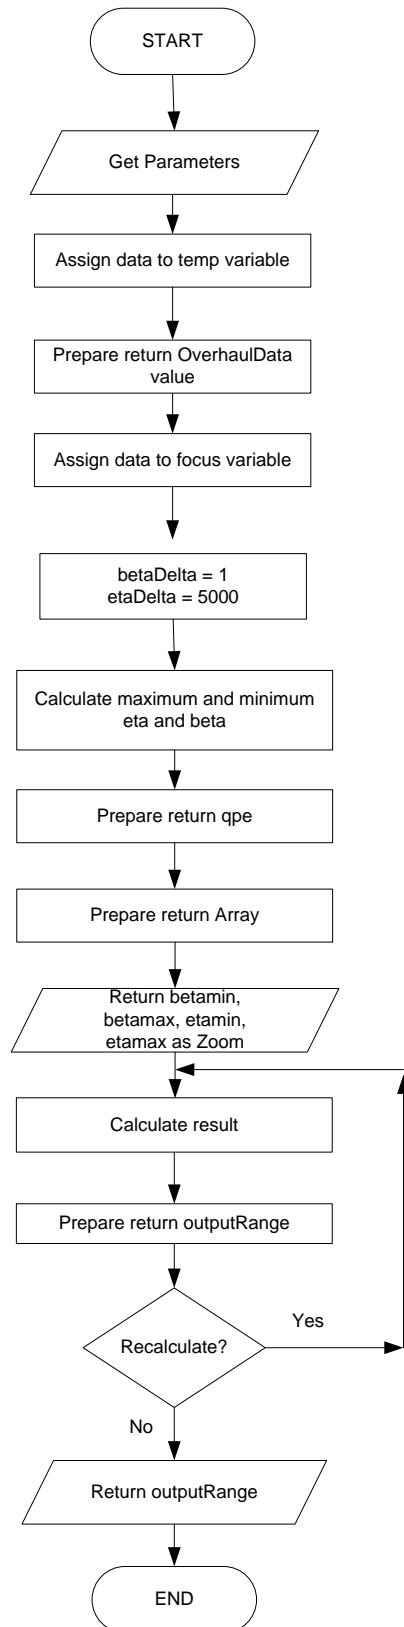 START
Get Parameters
Assign data to temp variable
Prepare return OverhaulData
value
Assign data to focus variable
betaDelta = 1
etaDelta = 5000
Calculate maximum and minimum
eta and beta
Prepare return qpe
Prepare return Array
Return betamin,
betamax, etamin,
etamax as Zoom
Calculate result
Prepare return outputRange
Recalculate?
Yes
No
Return outputRange
END